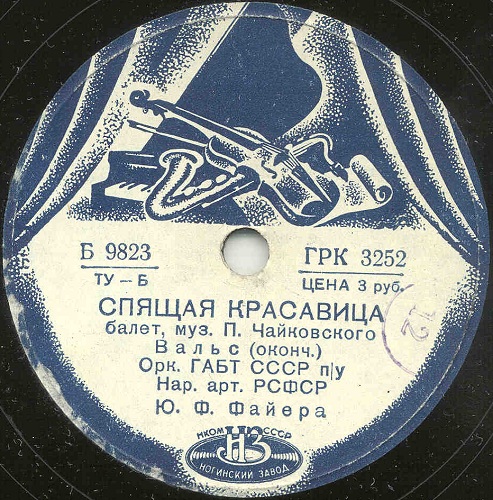 Б 9823 ГРК 3252
ТУ – Б ЦЕНА 3 руб.
СПЯЩАЯ КРАСАВИЦА
балет, муз. П. Чайковского
Вальс (оконч.)
Орк. ГАБТ СССР п/у
Нар. арт. РСФСР
Ю. Ф. Файера
НКОМ СССР
НЗ
НОГИНСКИЙ ЗАВОД
12